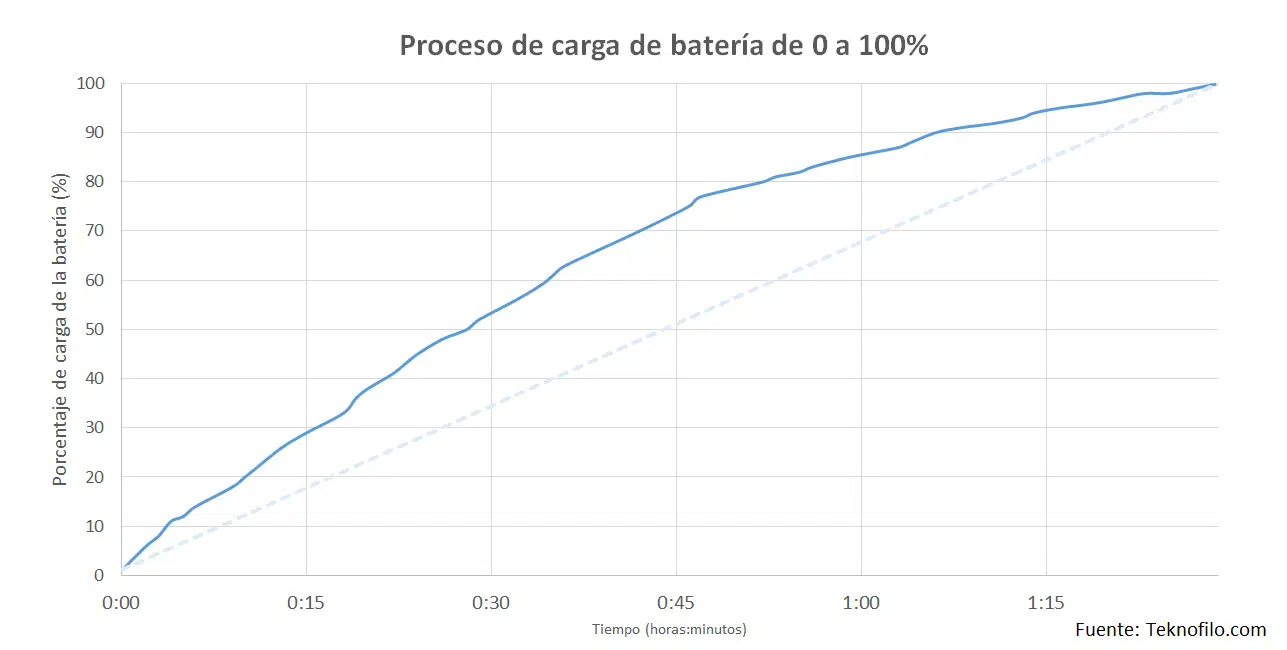 Proceso de carga de batería de 0 a 100%
Porcentaje de carga de la batería (%)
100
90
80
70
60
50
40
30
20
10
0
0:00 0:15 0:30 0:45 1:00 1:15
Tiempo (horas:minutos)
Fuente: Teknofilo.com